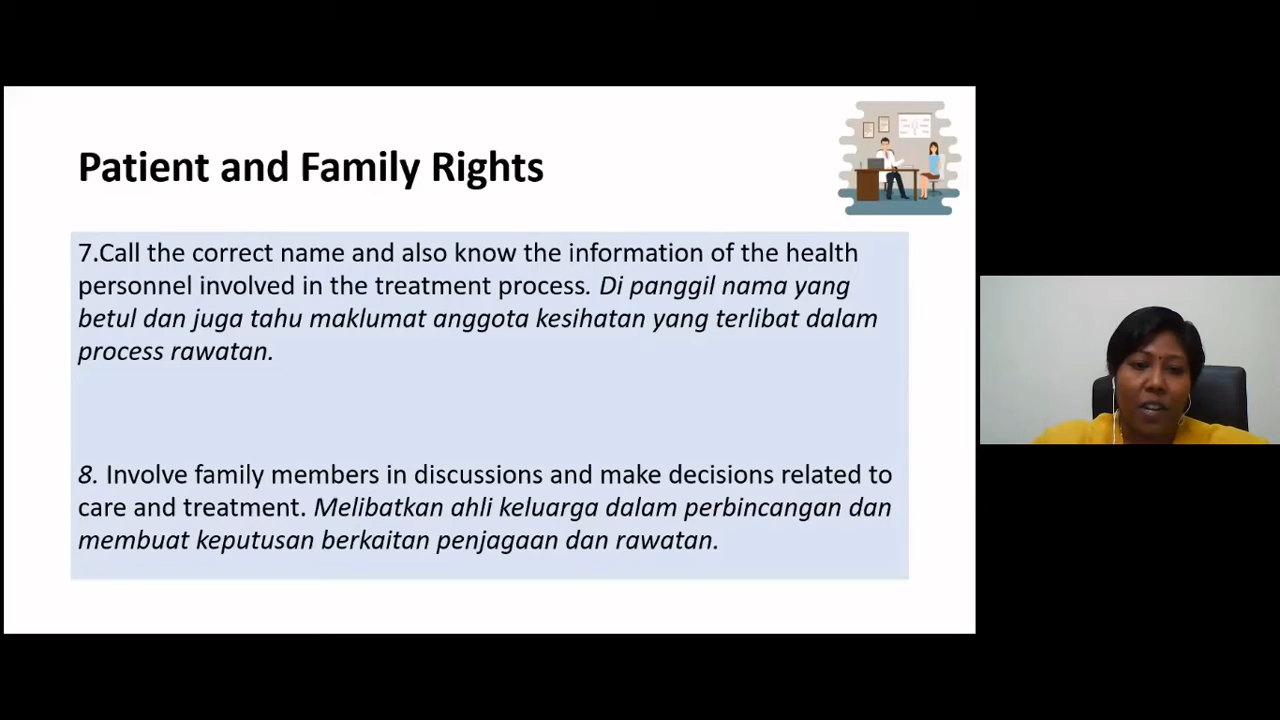 Patient and Family Rights
7.Call the correct name and also know the information of the health
personnel involved in the treatment process. Di panggil nama yang
betul dan juga tahu maklumat anggota kesihatan yang terlibat dalam
process rawatan.
8. Involve family members in discussions and make decisions related to
care and treatment. Melibatkan ahli keluarga dalam perbincangan dan
membuat keputusan berkaitan penjagaan dan rawatan.